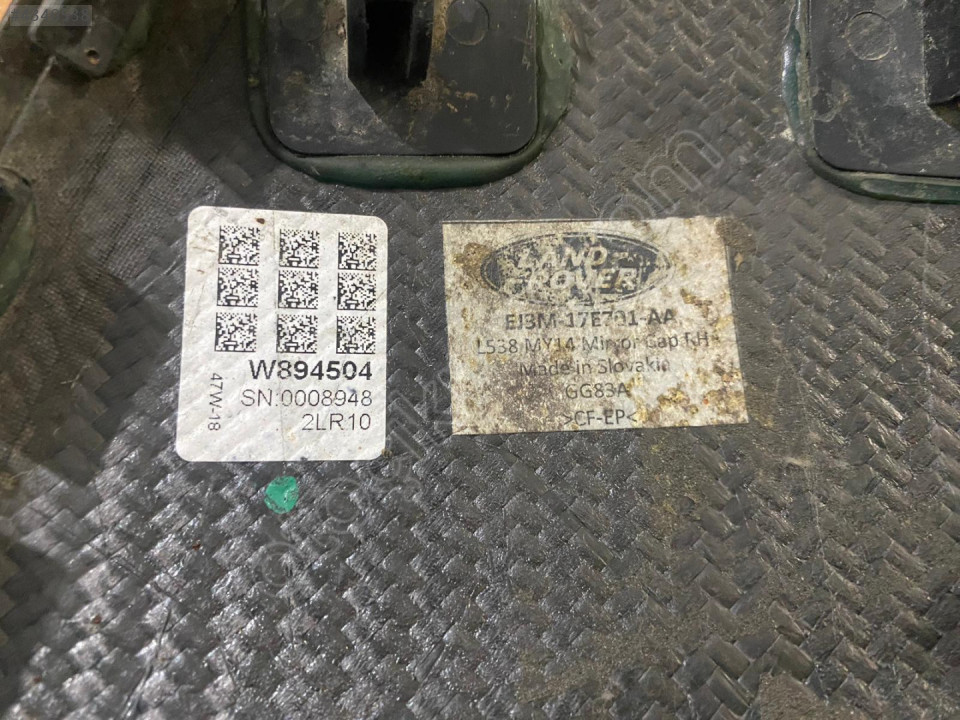 W894504
SN:0008948
2LR10
47W-18
LAND-
ROVER
EJ3M-17E701-AA
L538 MY14 Mirror Cap RH
Made in Slovakia
GG83A
>CF-EP<